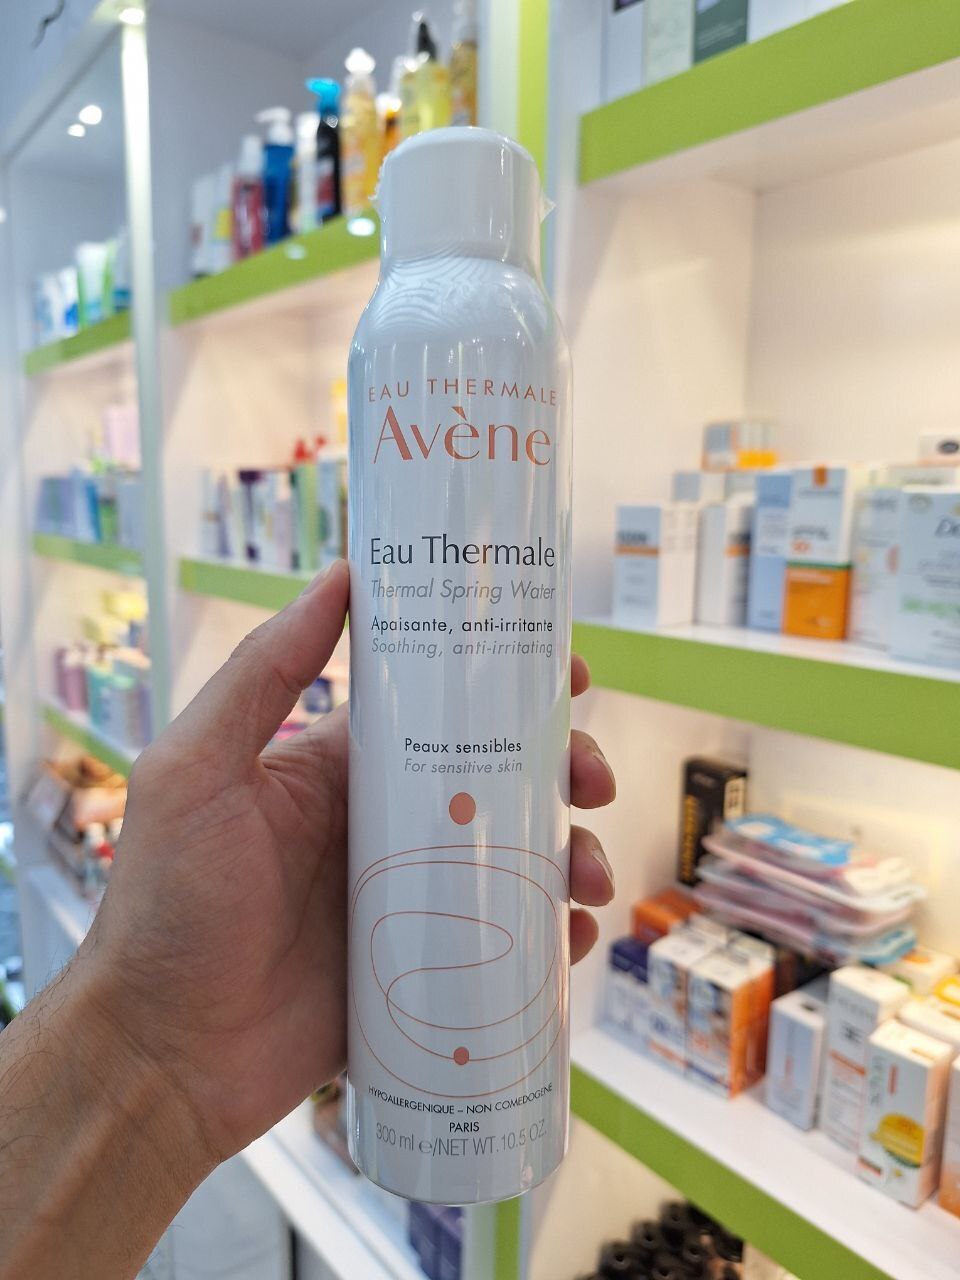 EAU THERMALE
Avène
Eau Thermale
Thermal Spring Water
Apaisante, anti-irritante
Soothing, anti-irritating
Peaux sensibles
For sensitive skin
HYPOALLERGENIQUE – NON COMEDOGENE
PARIS
300 ml e/NET WT. 10.5 OZ.